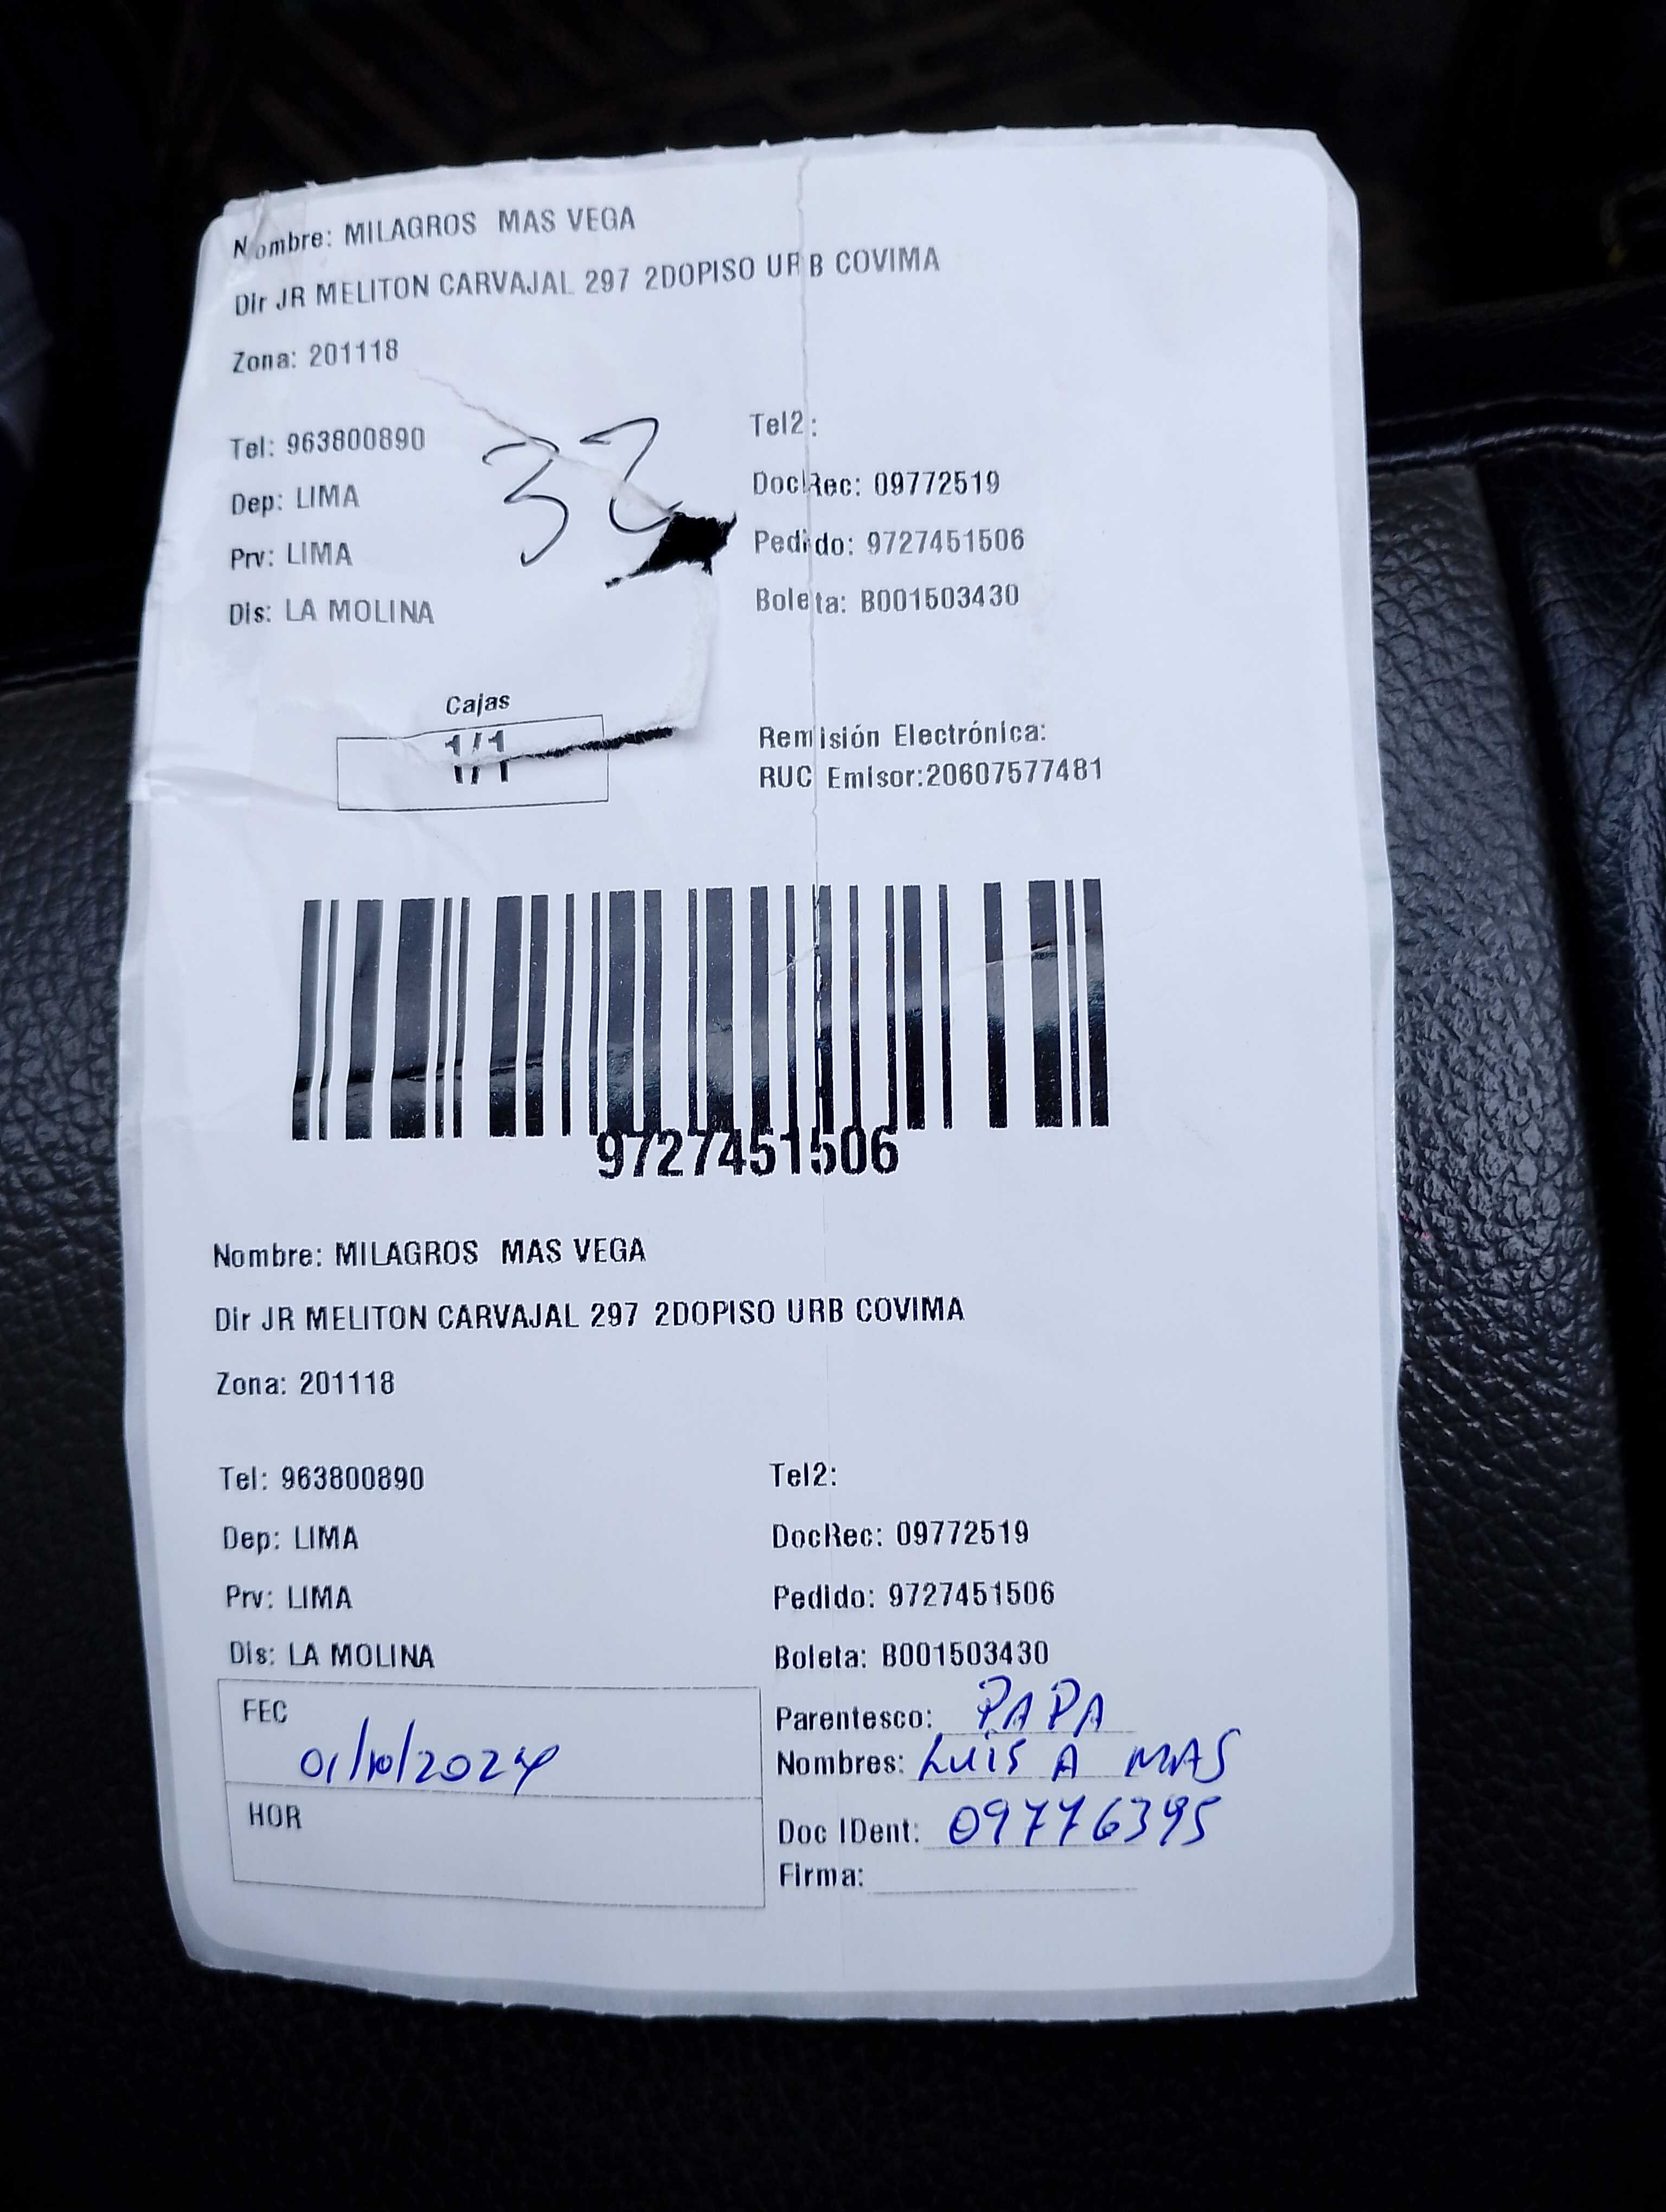 Nombre: MILAGROS MAS VEGA
Dir JR MELITON CARVAJAL 297 2DOPISO URB COVIMA
Zona: 201118
Tel: 963800890
32
Tel2:
Dep: LIMA
DocRec: 09772519
Prv: LIMA
Pedido: 9727451506
Dis: LA MOLINA
Boleta: B001503430
Cajas
1/1
Remisión Electrónica:
RUC Emisor:20607577481
9727451506
Nombre: MILAGROS MAS VEGA
Dir JR MELITON CARVAJAL 297 2DOPISO URB COVIMA
Zona: 201118
Tel: 963800890
Tel2:
Dep: LIMA
DocRec: 09772519
Prv: LIMA
Pedido: 9727451506
Dis: LA MOLINA
Boleta: B001503430
FEC
01/10/2024
HOR
Parentesco: PAPA
Nombres: Luis A MAS
Doc IDent: 09776395
Firma: